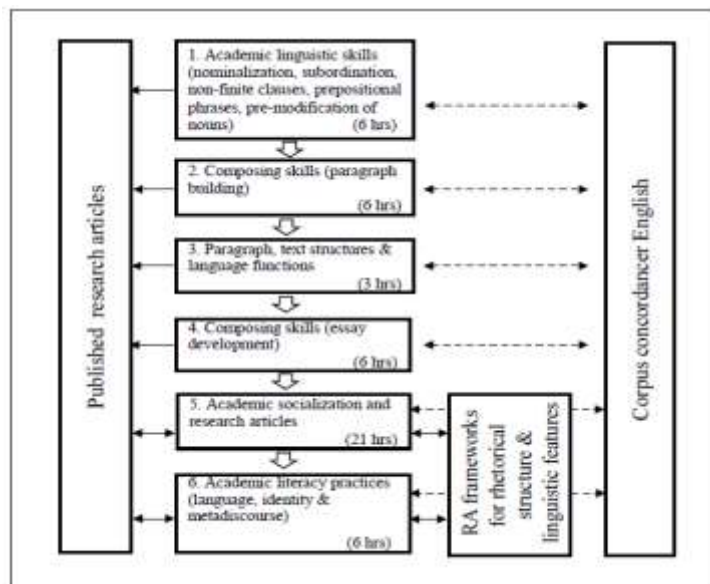 Published research articles
1. Academic linguistic skills
(nominalization, subordination,
non-finite clauses, prepositional
phrases, pre-modification of
nouns) (6 hrs)
2. Composing skills (paragraph
building)
(6 hrs)
3. Paragraph, text structures &
language functions
(3 hrs)
4. Composing skills (essay
development)
(6 hrs)
5. Academic socialization and
research articles
(21 hrs)
6. Academic literacy practices
(language, identity &
metadiscourse)
(6 hrs)
RA frameworks
for rhetorical
structure &
linguistic features
Corpus concordancer English